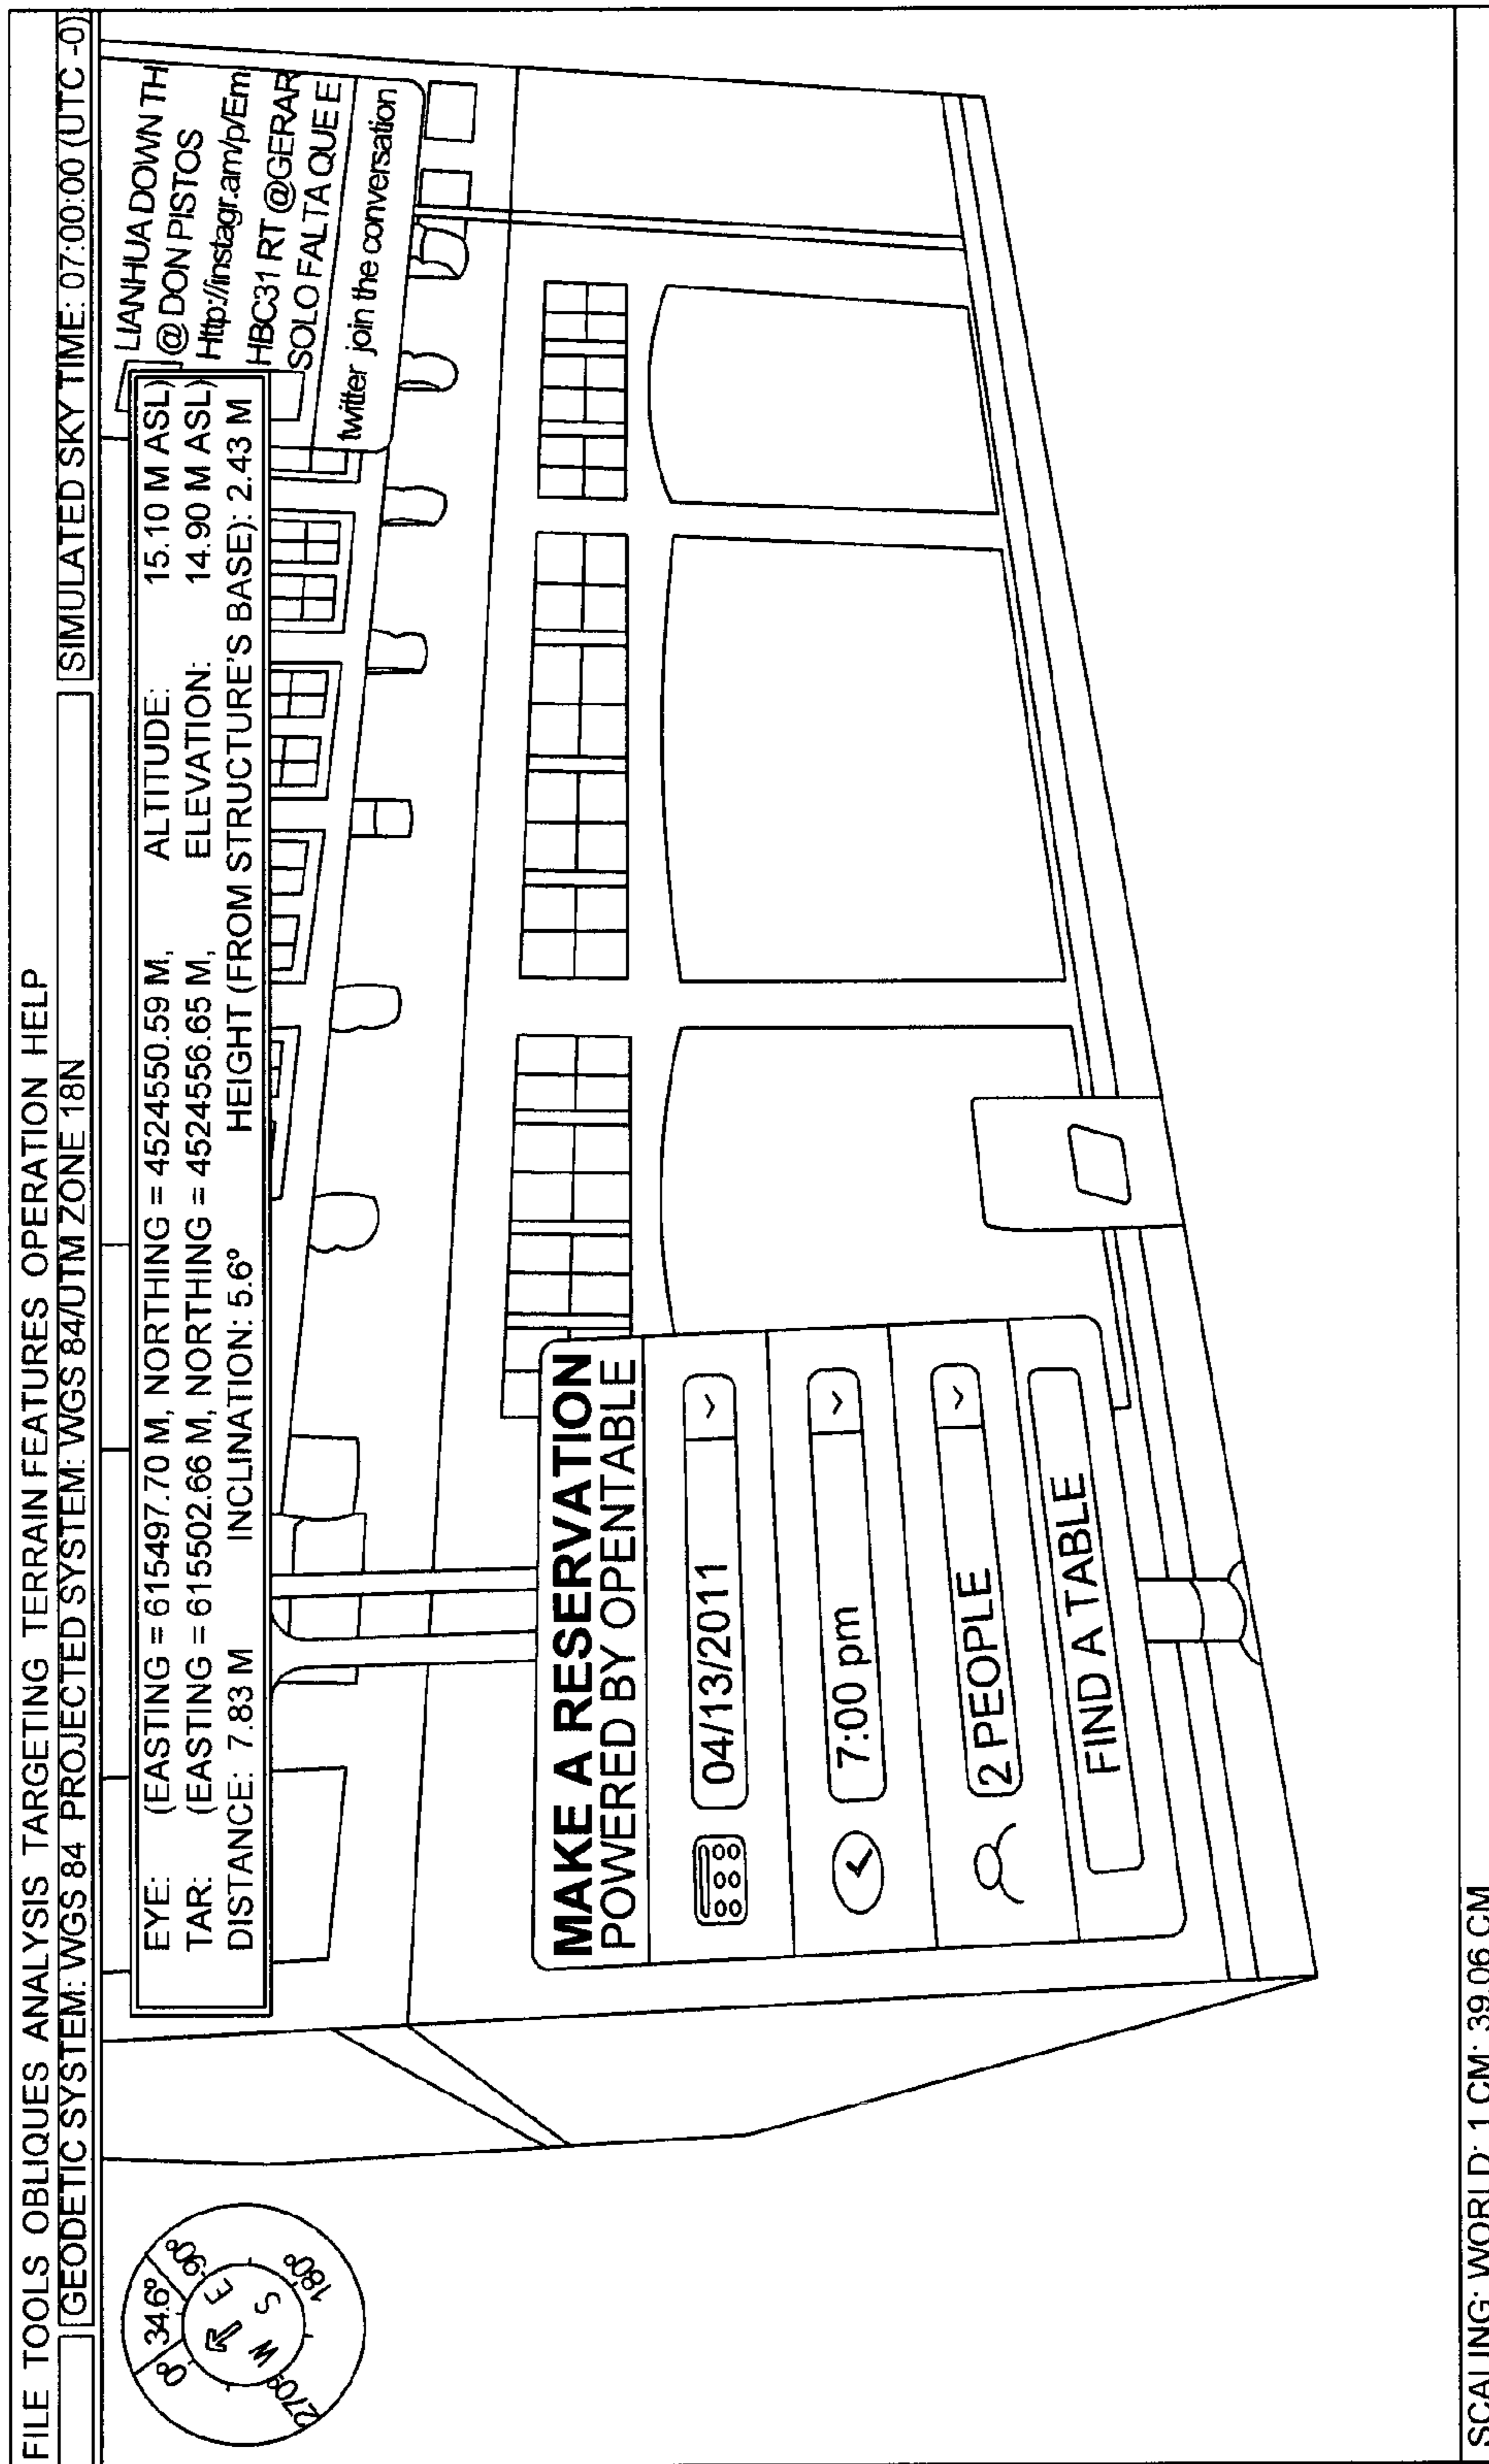 FILE TOOLS OBLIQUES ANALYSIS TARGETING TERRAIN FEATURES OPERATION HELP
GEODETIC SYSTEM: WGS 84 PROJECTED SYSTEM: WGS 84/UTM ZONE 18N
SIMULATED SKY TIME: 07:00:00 (UTC -0)
0° 34.6° 90°
E
W S
270° 180°
EYE: (EASTING = 615497.70 M, NORTHING = 4524550.59 M, ALTITUDE: 15.10 M ASL)
TAR: (EASTING = 615502.66 M, NORTHING = 4524556.65 M, ELEVATION: 14.90 M ASL)
DISTANCE: 7.83 M INCLINATION: 5.6° HEIGHT (FROM STRUCTURE'S BASE): 2.43 M
LIANHUA DOWN TH
@ DON PISTOS
Http://instagr.am/p/Em
HBC31 RT @GERAR
SOLO FALTA QUE E
twitter join the conversation
MAKE A RESERVATION
POWERED BY OPENTABLE
04/13/2011
7:00 pm
2 PEOPLE
FIND A TABLE
SCALING: WORLD: 1 CM: 39.06 CM